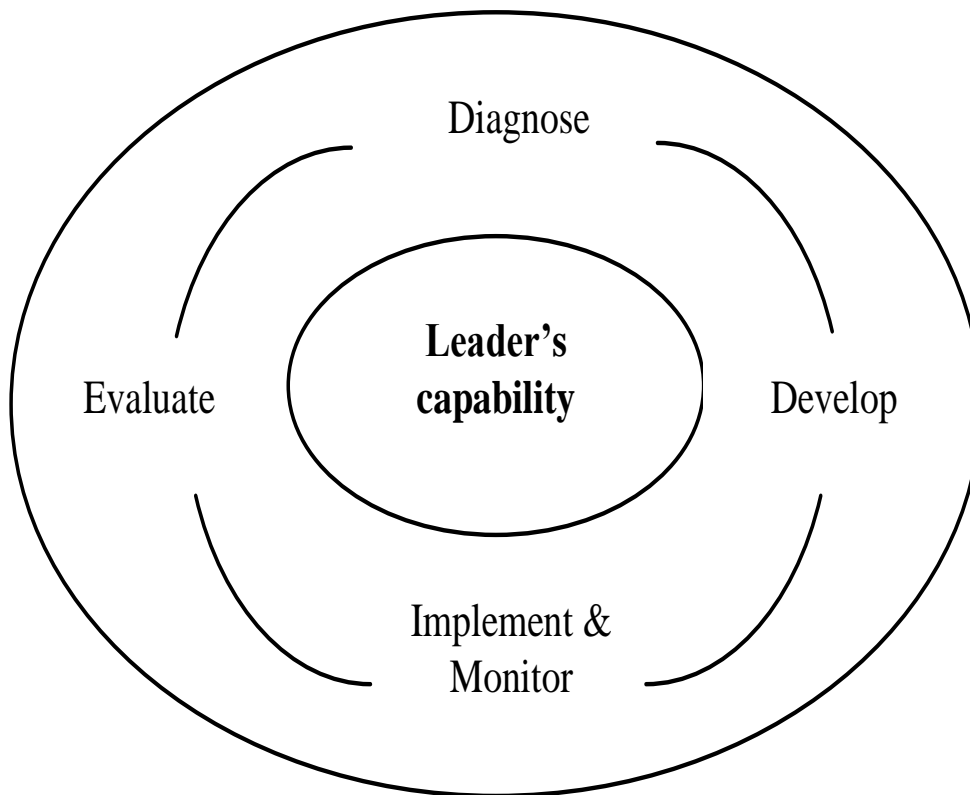 Diagnose
Leader’s
capability
Evaluate
Develop
Implement &
Monitor